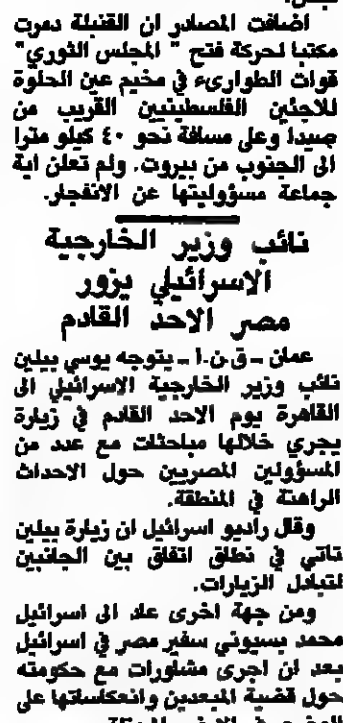 اضافت المصادر ان القنبلة دمرت
مكتبا لحركة فتح " المجلس الثوري"
قوات الطوارىء في مخيم عين الحلوة
للاجئين الفلسطينيين القريب من
صيدا وعلى مسافة نحو ٤٠ كيلو مترا
الى الجنوب من بيروت. ولم تعلن اية
جماعة مسؤوليتها عن الانفجار.
نائب وزير الخارجية
الاسرائيلي يزور
مصر الاحد القادم
عمان - ق.ن.ا - يتوجه يوسي بيلين
نائب وزير الخارجية الاسرائيلي الى
القاهرة يوم الاحد القادم في زيارة
يجري خلالها مباحثات مع عدد من
المسؤولين المصريين حول الاحداث
الراهنة في المنطقة.
وقال راديو اسرائيل ان زيارة بيلين
تاتي في نطاق اتفاق بين الجانبين
لتبادل الزيارات.
ومن جهة اخرى عاد الى اسرائيل
محمد بسيوني سفير مصر في اسرائيل
بعد ان اجرى مشاورات مع حكومته
حول قضية المبعدين وانعكاساتها على